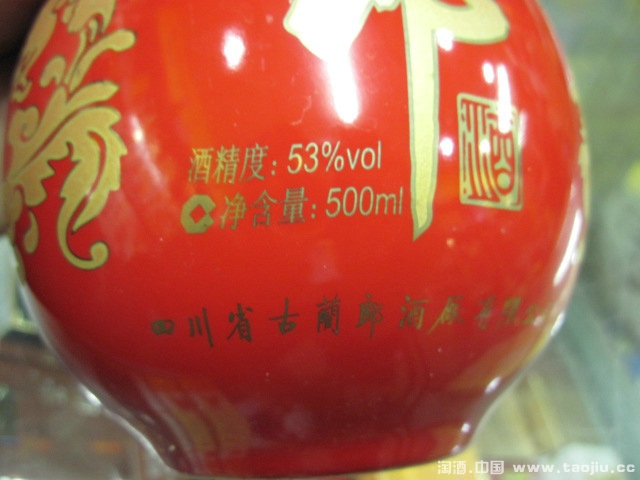 酒精度: 53%vol
净含量: 500ml
四川省古蔺郎酒厂有限公
淘酒.中国 www.taojiu.cc